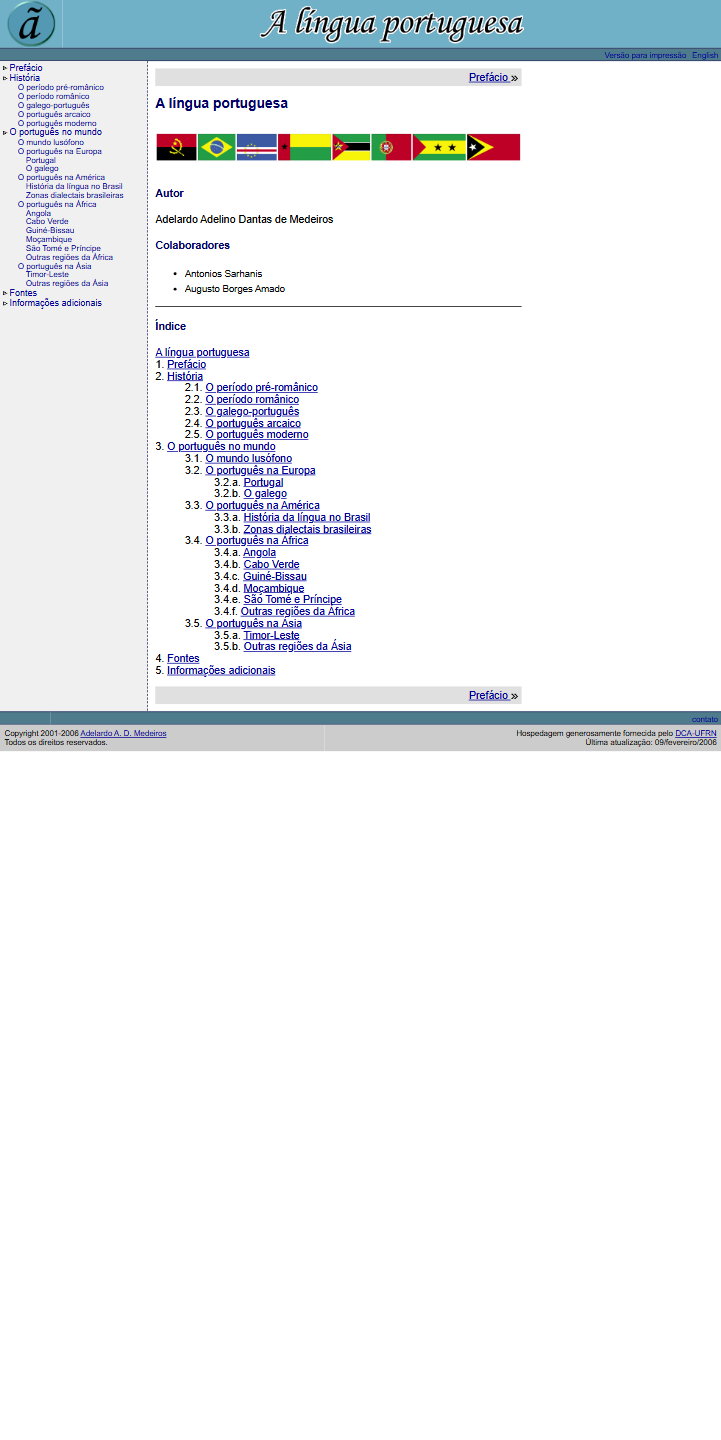 ã
A língua portuguesa
Versão para impressão English
Prefácio
História
O período pré-românico
O período românico
O galego-português
O português arcaico
O português moderno
O português no mundo
O mundo lusófono
O português na Europa
Portugal
O galego
O português na América
História da língua no Brasil
Zonas dialectais brasileiras
O português na África
Angola
Cabo Verde
Guiné-Bissau
Moçambique
São Tomé e Príncipe
Outras regiões da África
O português na Ásia
Timor-Leste
Outras regiões da Ásia
Fontes
Informações adicionais
Prefácio »
A língua portuguesa
Autor
Adelardo Adelino Dantas de Medeiros
Colaboradores
• Antonios Sarhanis
• Augusto Borges Amado
Índice
A língua portuguesa
1. Prefácio
2. História
2.1. O período pré-românico
2.2. O período românico
2.3. O galego-português
2.4. O português arcaico
2.5. O português moderno
3. O português no mundo
3.1. O mundo lusófono
3.2. O português na Europa
3.2.a. Portugal
3.2.b. O galego
3.3. O português na América
3.3.a. História da língua no Brasil
3.3.b. Zonas dialectais brasileiras
3.4. O português na África
3.4.a. Angola
3.4.b. Cabo Verde
3.4.c. Guiné-Bissau
3.4.d. Moçambique
3.4.e. São Tomé e Príncipe
3.4.f. Outras regiões da África
3.5. O português na Ásia
3.5.a. Timor-Leste
3.5.b. Outras regiões da Ásia
4. Fontes
5. Informações adicionais
Prefácio »
contato
Copyright 2001-2006 Adelardo A. D. Medeiros
Todos os direitos reservados.
Hospedagem generosamente fornecida pelo DCA-UFRN
Última atualização: 09/fevereiro/2006